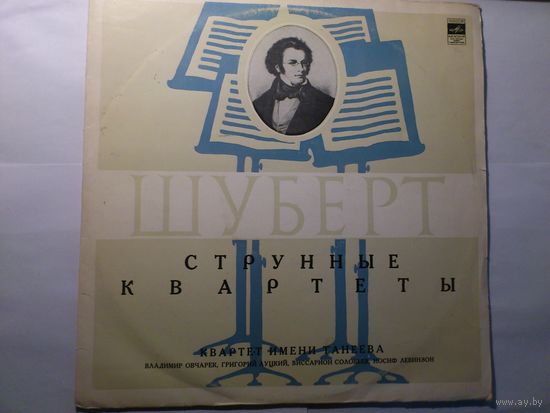 ШУБЕРТ
СТРУННЫЕ
КВАРТЕТЫ
КВАРТЕТ ИМЕНИ ТАНЕЕВА
ВЛАДИМИР ОВЧАРЕК, ГРИГОРИЙ ЛУЦКИЙ, ВИССАРИОН СОЛОВЬЕВ, ИОСИФ ЛЕВИНЗОН
www.ay.by